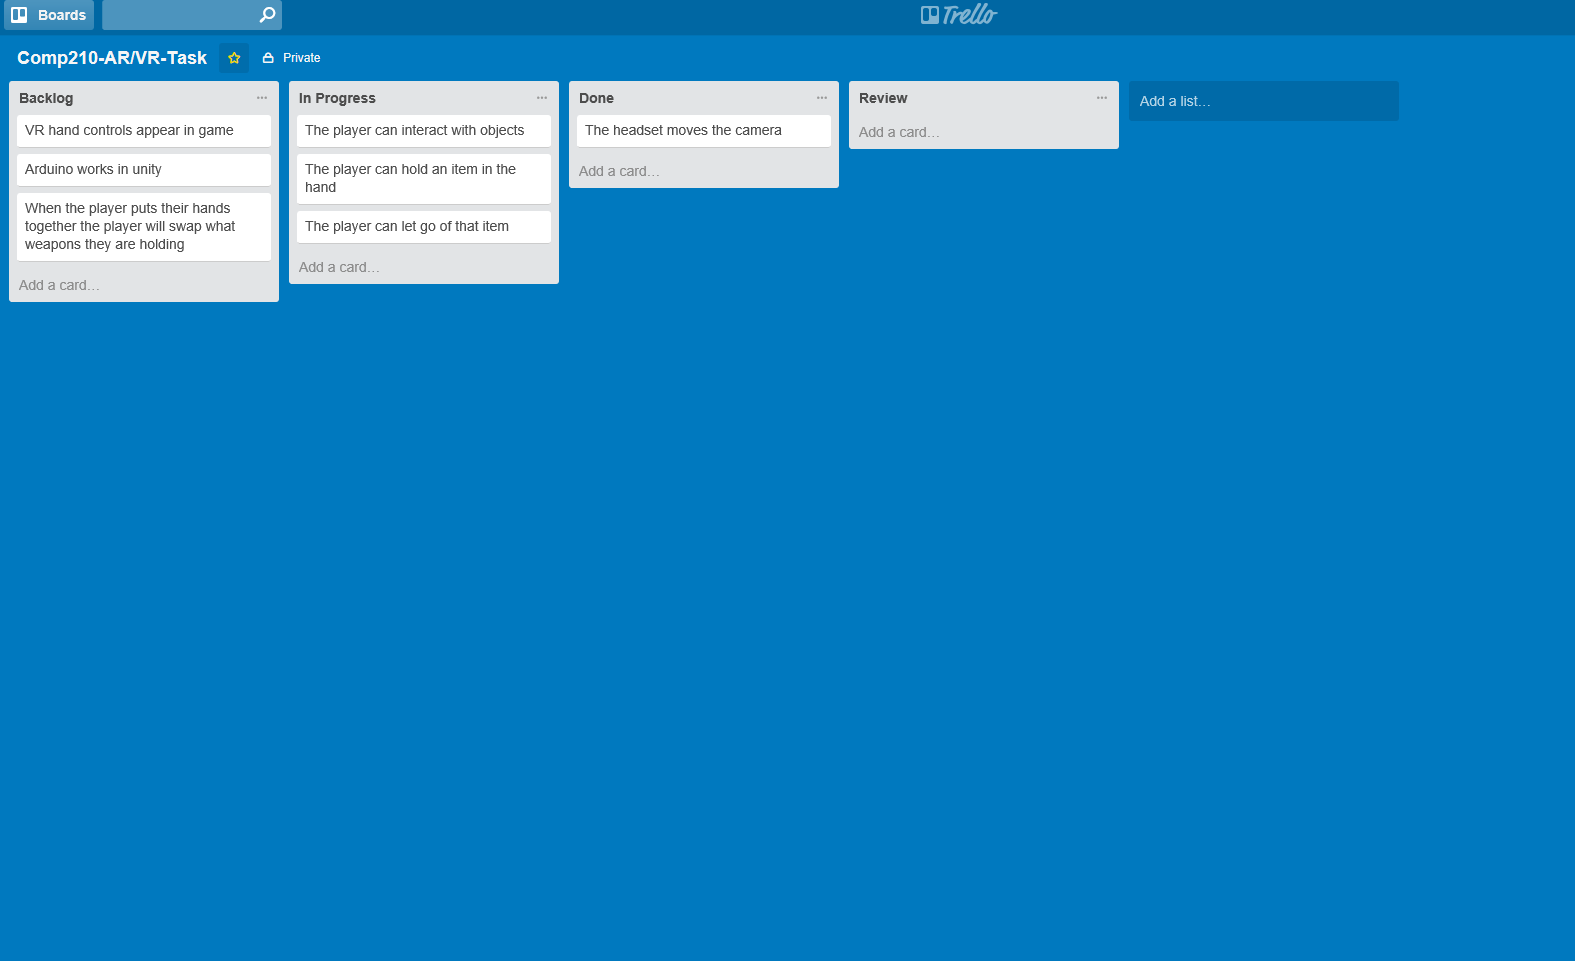 Boards
Trello
Comp210-AR/VR-Task
Private
Backlog
VR hand controls appear in game
Arduino works in unity
When the player puts their hands
together the player will swap what
weapons they are holding
Add a card…
In Progress
The player can interact with objects
The player can hold an item in the
hand
The player can let go of that item
Add a card…
Done
The headset moves the camera
Add a card…
Review
Add a card…
Add a list…